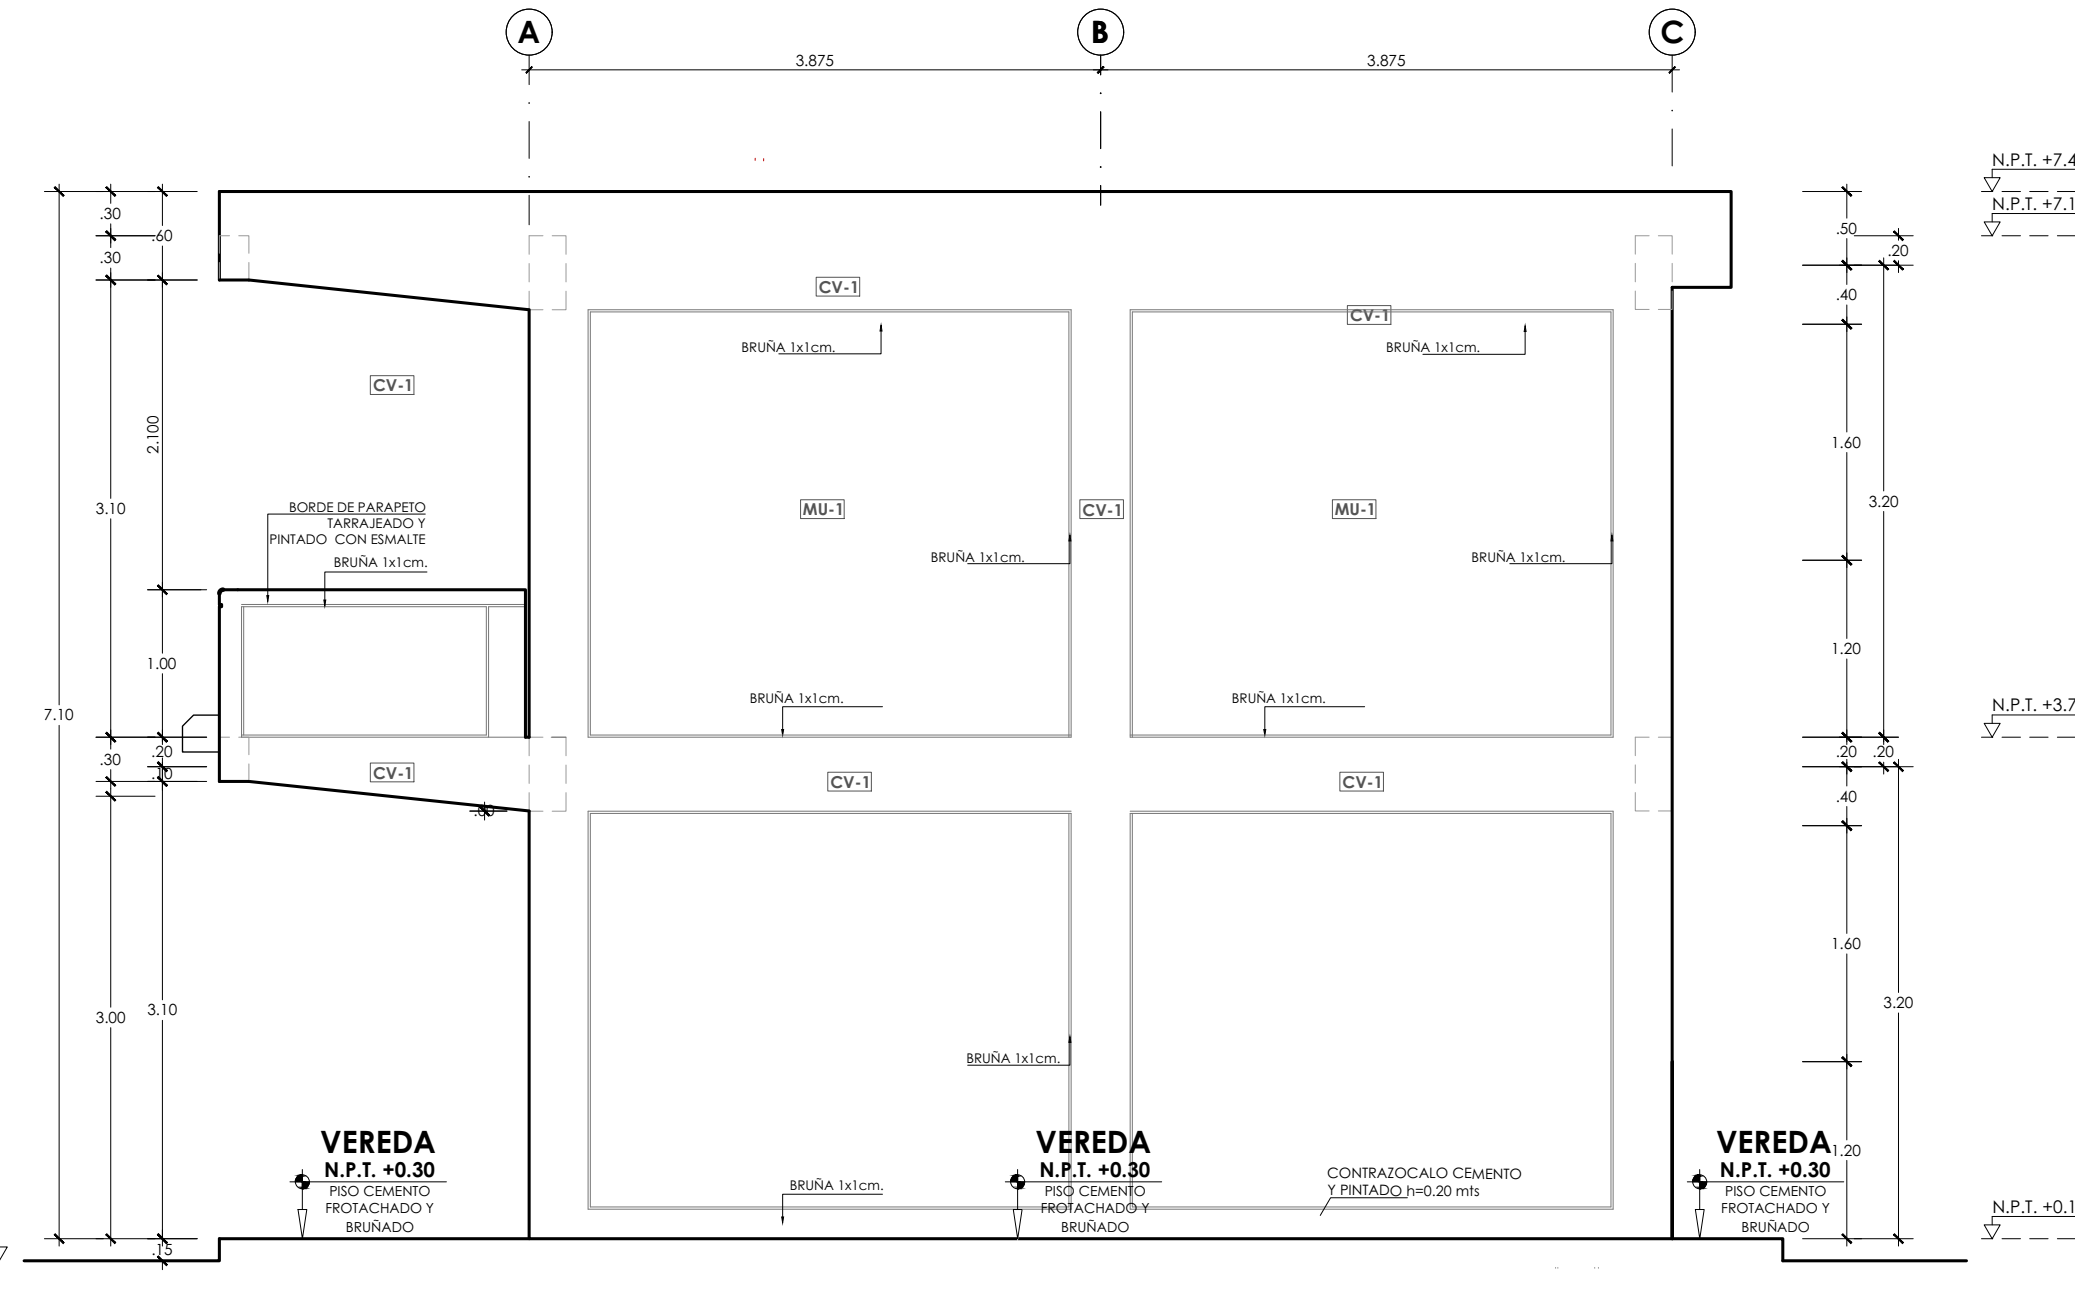 A
B
C
3.875
3.875
N.P.T. +7.4
N.P.T. +7.1
.30
.60
.30
.50
.20
.40
CV-1
CV-1
BRUÑA 1x1cm.
BRUÑA 1x1cm.
CV-1
2.100
1.60
3.10
3.20
BORDE DE PARAPETO
TARRAJEADO Y
PINTADO CON ESMALTE
BRUÑA 1x1cm.
MU-1
CV-1
MU-1
BRUÑA 1x1cm.
BRUÑA 1x1cm.
1.00
1.20
7.10
BRUÑA 1x1cm.
BRUÑA 1x1cm.
N.P.T. +3.7
.30
.20
.10
.20
.20
CV-1
CV-1
CV-1
.40
1.60
3.00
3.10
3.20
BRUÑA 1x1cm.
VEREDA
N.P.T. +0.30
PISO CEMENTO
FROTACHADO Y
BRUÑADO
BRUÑA 1x1cm.
VEREDA
N.P.T. +0.30
PISO CEMENTO
FROTACHADO Y
BRUÑADO
CONTRAZOCALO CEMENTO
Y PINTADO h=0.20 mts
VEREDA
N.P.T. +0.30
PISO CEMENTO
FROTACHADO Y
BRUÑADO
1.20
N.P.T. +0.1
.15